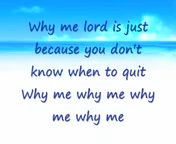 Why me lord is just
because you don't
know when to quit
Why me why me why
me why me